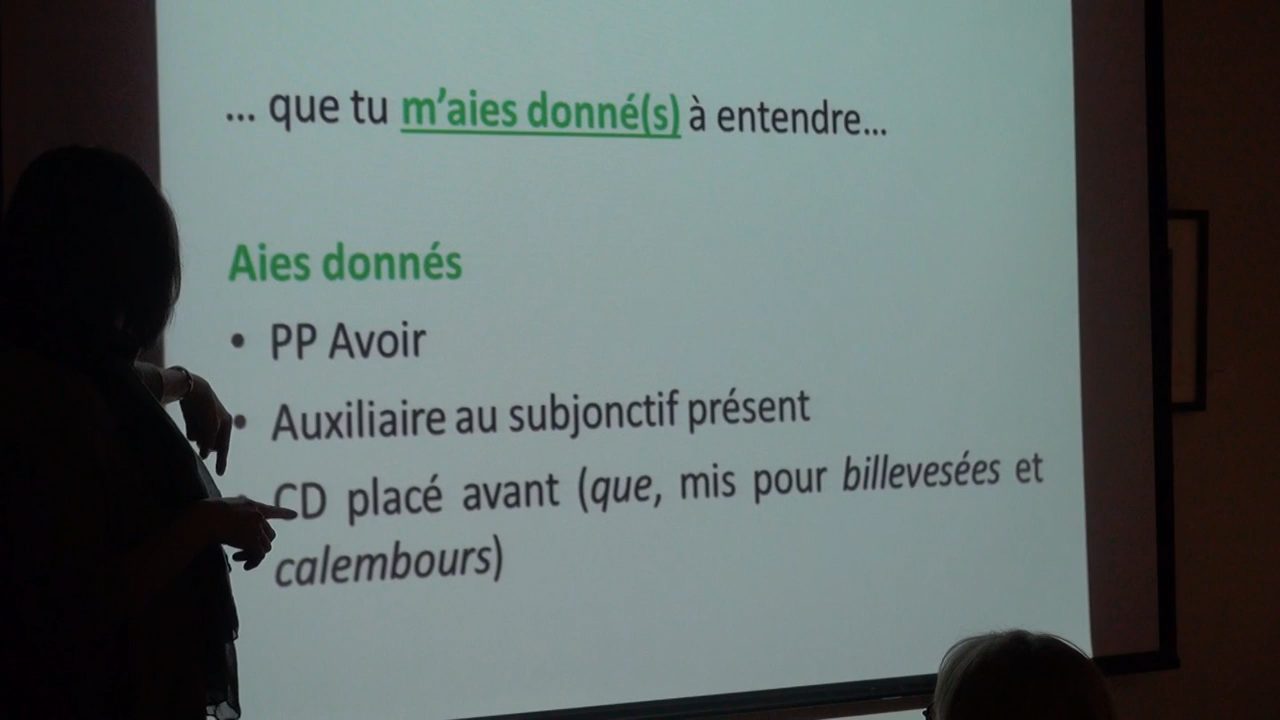 ... que tu m'aies donné(s) à entendre...
Aies donnés
• PP Avoir
• Auxiliaire au subjonctif présent
CD placé avant (que, mis pour billevesées et
calembours)